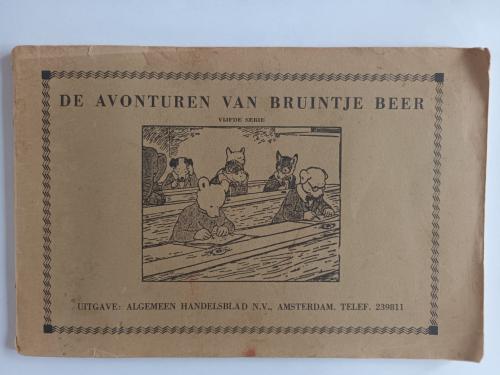 DE AVONTUREN VAN BRUINTJE BEER
VIJFDE SERIE
UITGAVE: ALGEMEEN HANDELSBLAD N.V., AMSTERDAM. TELEF. 239811